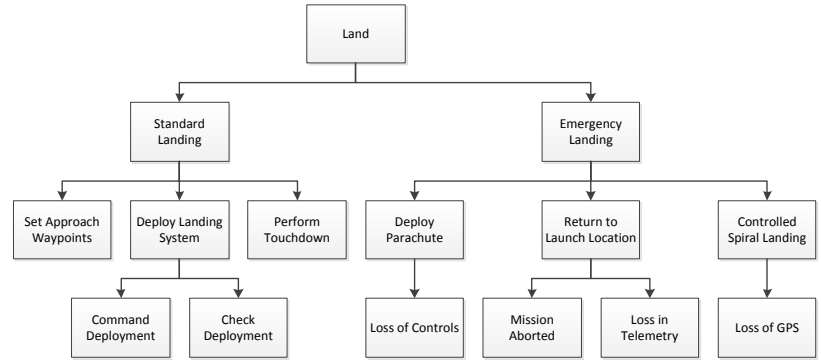 Land
Standard
Landing
Emergency
Landing
Set Approach
Waypoints
Deploy Landing
System
Perform
Touchdown
Deploy
Parachute
Return to
Launch Location
Controlled
Spiral Landing
Command
Deployment
Check
Deployment
Loss of Controls
Mission
Aborted
Loss in
Telemetry
Loss of GPS